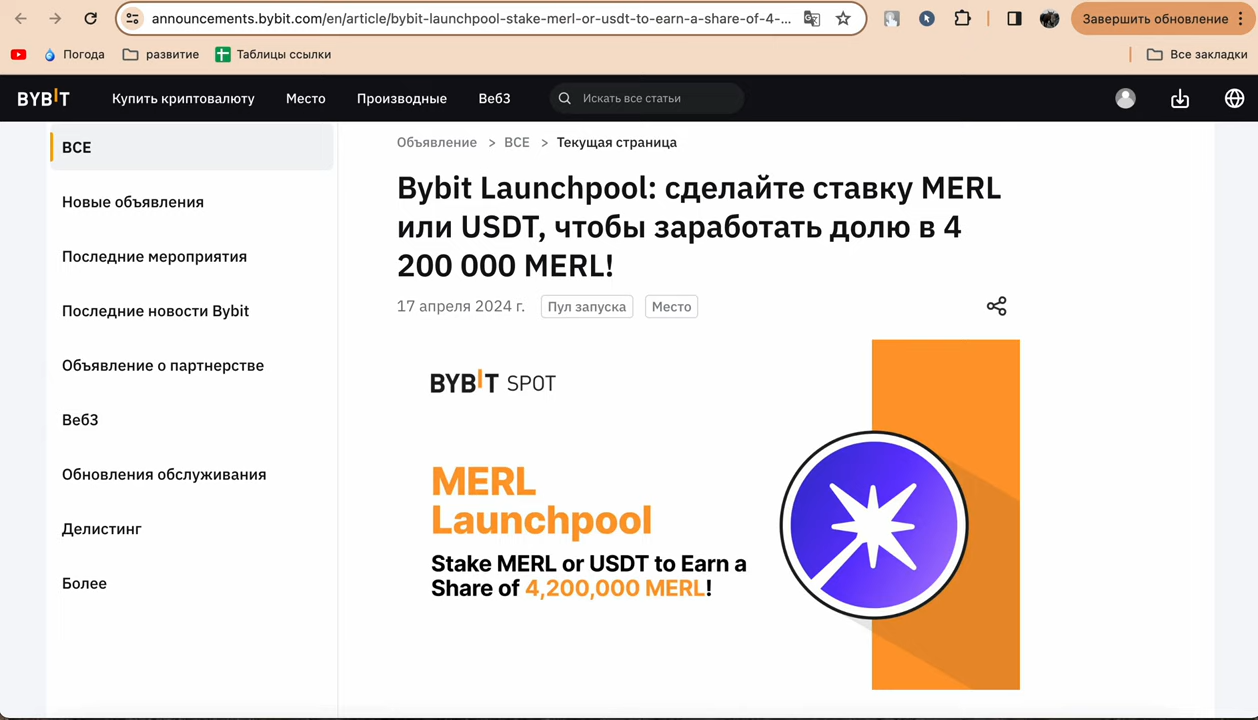 announcements.bybit.com/en/article/bybit-launchpool-stake-merl-or-usdt-to-earn-a-share-of-4-...
Завершить обновление
Погода
развитие
Таблицы ссылки
Все закладки
BYBIT
Купить криптовалюту
Место
Производные
Веб3
Искать все статьи
ВСЕ
Новые объявления
Последние мероприятия
Последние новости Bybit
Объявление о партнерстве
Веб3
Обновления обслуживания
Делистинг
Более
Объявление > ВСЕ > Текущая страница
Bybit Launchpool: сделайте ставку MERL
или USDT, чтобы заработать долю в 4
200 000 MERL!
17 апреля 2024 г.
Пул запуска
Место
BYBIT SPOT
MERL
Launchpool
Stake MERL or USDT to Earn a
Share of 4,200,000 MERL!